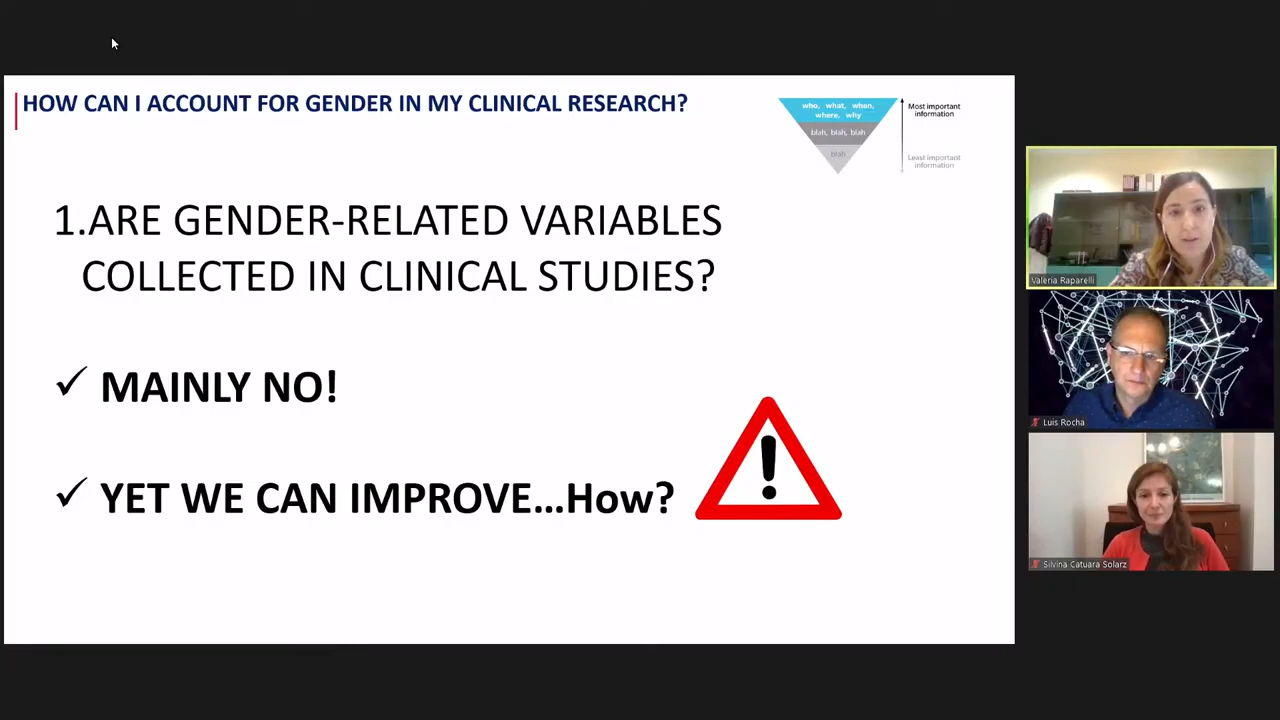 HOW CAN I ACCOUNT FOR GENDER IN MY CLINICAL RESEARCH?
who, what, when,
where, why
blah, blah, blah
blah
Most important
information
Least important
information
1.ARE GENDER-RELATED VARIABLES
COLLECTED IN CLINICAL STUDIES?
✓ MAINLY NO!
✓ YET WE CAN IMPROVE...How?
Valeria Raparelli
Luis Rocha
Silvina Catuara Solarz